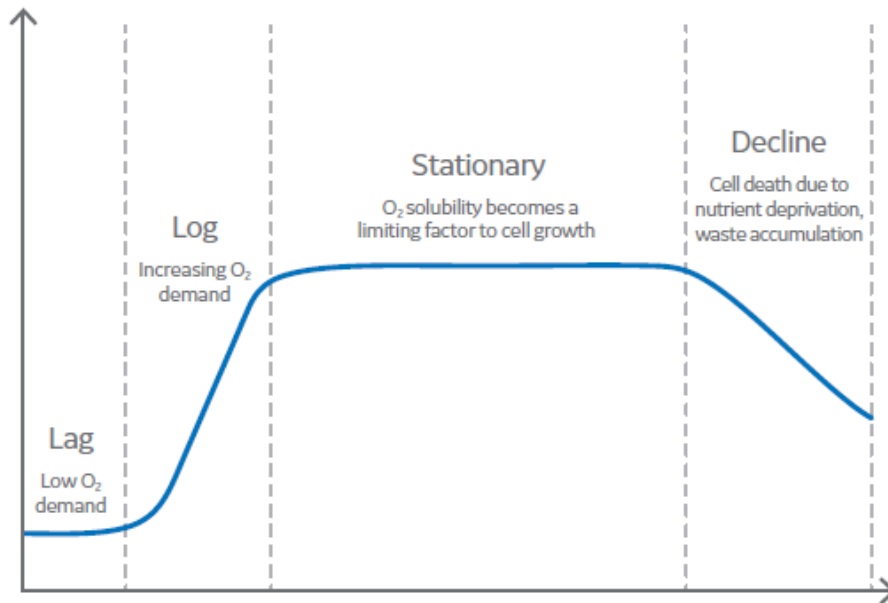 Lag
Low O₂
demand
Log
Increasing O₂
demand
Stationary
O₂ solubility becomes a
limiting factor to cell growth
Decline
Cell death due to
nutrient deprivation,
waste accumulation